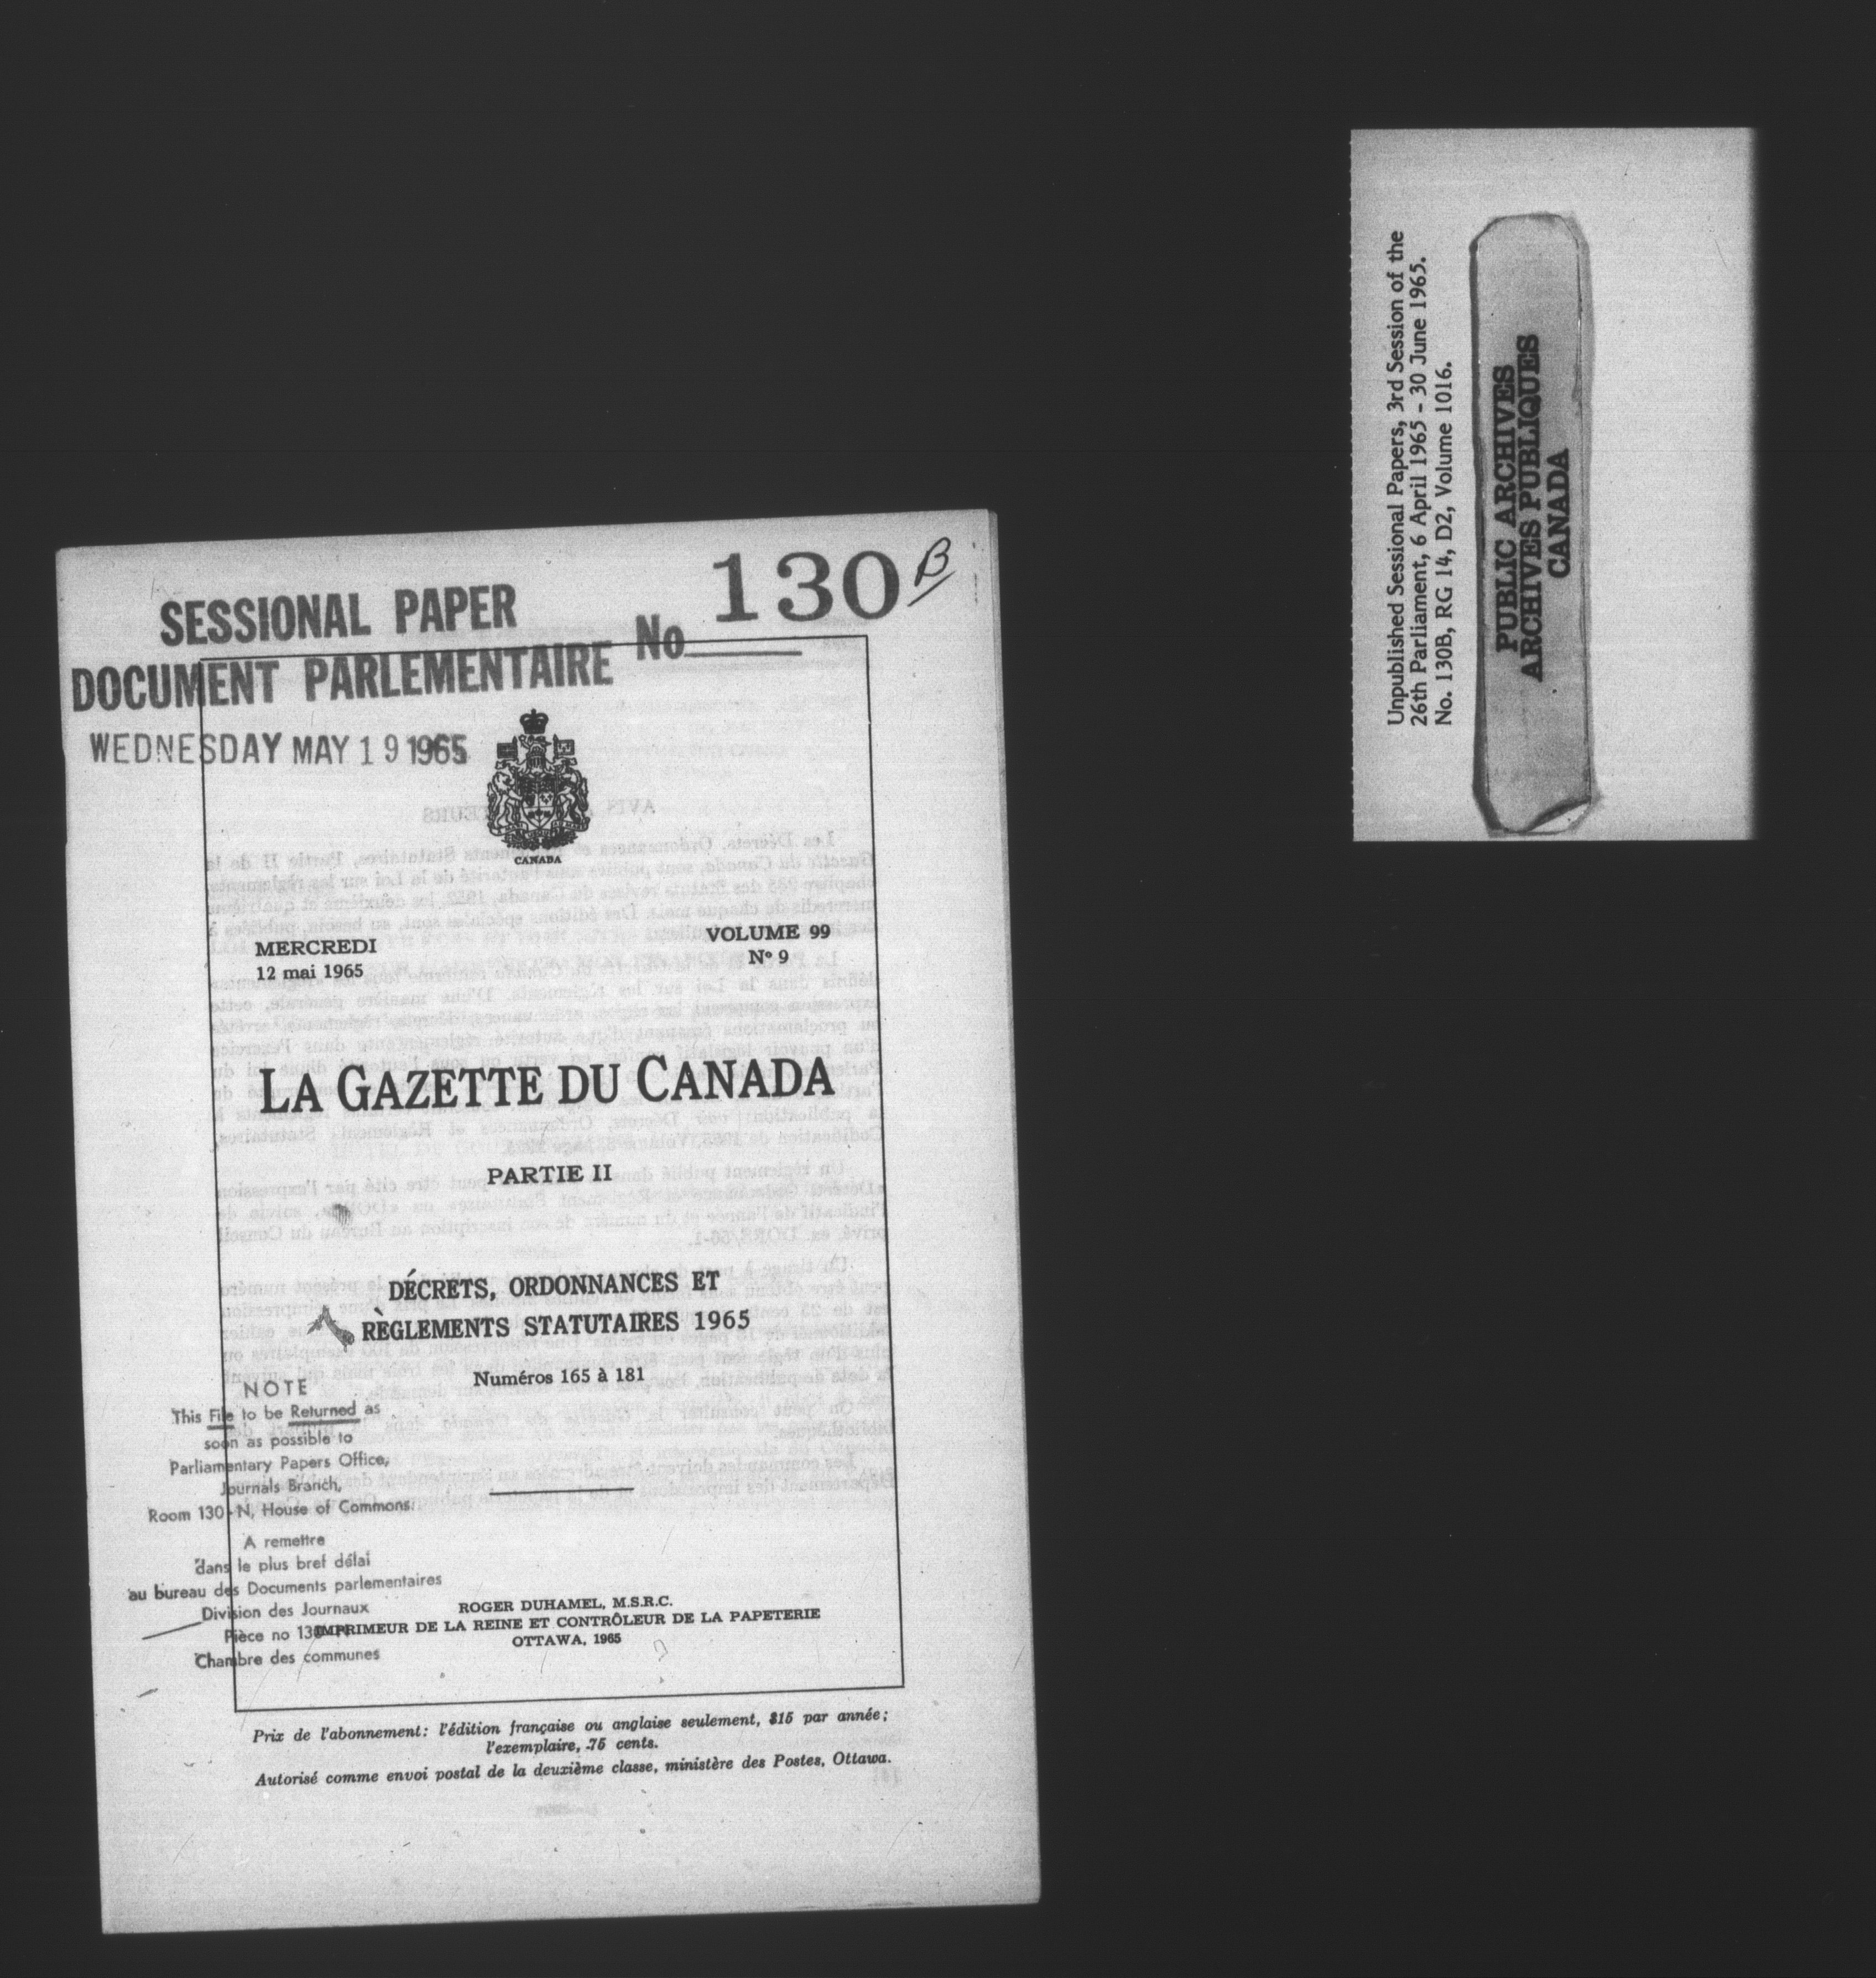 SESSIONAL PAPER
DOCUMENT PARLEMENTAIRE No 130 B
WEDNESDAY MAY 19 1965
CANADA
MERCREDI
12 mai 1965
VOLUME 99
Nº 9
LA GAZETTE DU CANADA
PARTIE II
DÉCRETS, ORDONNANCES ET
RÈGLEMENTS STATUTAIRES 1965
Numéros 165 à 181
NOTE
This File to be Returned as
soon as possible to
Parliamentary Papers Office,
Journals Branch,
Room 130-N, House of Commons.
A remettre
dans le plus bref délai
au bureau des Documents parlementaires
Division des Journaux
Pièce no 130-N
Chambre des communes
ROGER DUHAMEL, M.S.R.C.
IMPRIMEUR DE LA REINE ET CONTRÔLEUR DE LA PAPETERIE
OTTAWA, 1965
Prix de l'abonnement: l'édition française ou anglaise seulement, $15 par année;
l'exemplaire, .75 cents.
Autorisé comme envoi postal de la deuxième classe, ministère des Postes, Ottawa.
Unpublished Sessional Papers, 3rd Session of the
26th Parliament, 6 April 1965 - 30 June 1965.
No. 130B, RG 14, D2, Volume 1016.
PUBLIC ARCHIVES
ARCHIVES PUBLIQUES
CANADA